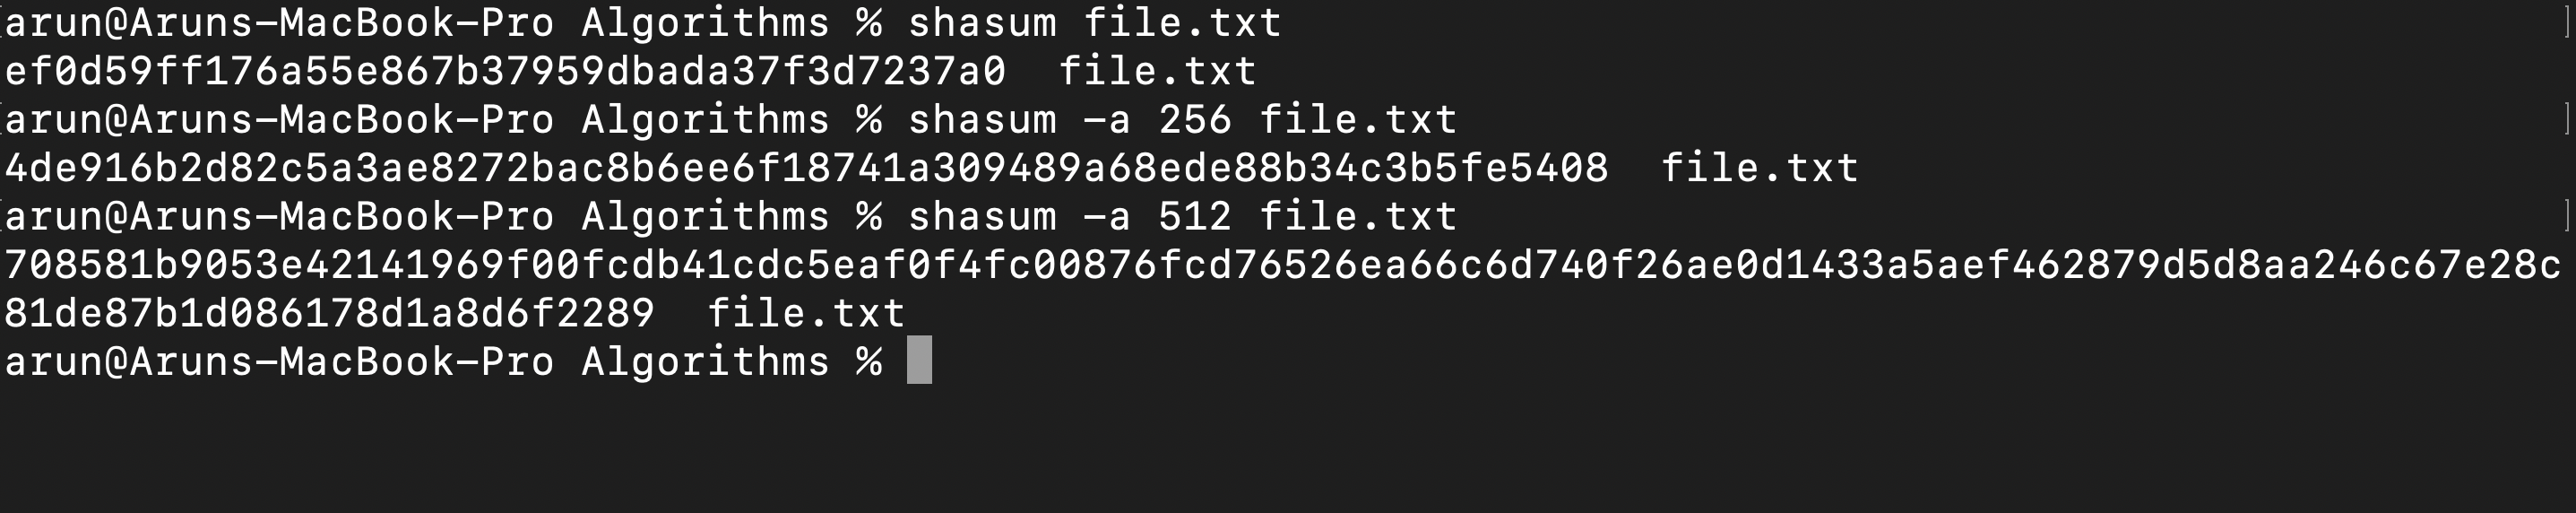 arun@Aruns-MacBook-Pro Algorithms % shasum file.txt
ef0d59ff176a55e867b37959dbada37f3d7237a0  file.txt
arun@Aruns-MacBook-Pro Algorithms % shasum -a 256 file.txt
4de916b2d82c5a3ae8272bac8b6ee6f18741a309489a68ede88b34c3b5fe5408  file.txt
arun@Aruns-MacBook-Pro Algorithms % shasum -a 512 file.txt
708581b9053e42141969f00fcdb41cdc5eaf0f4fc00876fcd76526ea66c6d740f26ae0d1433a5aef462879d5d8aa246c67e28c
81de87b1d086178d1a8d6f2289  file.txt
arun@Aruns-MacBook-Pro Algorithms %